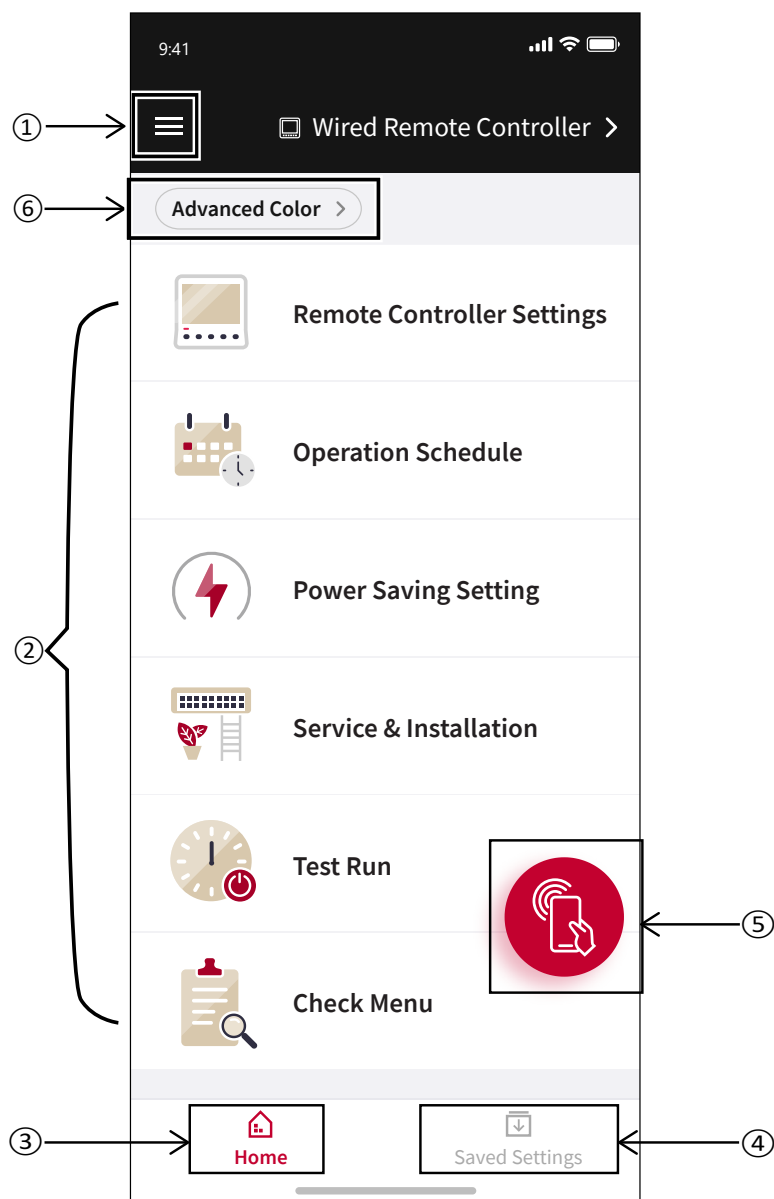 9:41
① Wired Remote Controller
⑥ Advanced Color
Remote Controller Settings
Operation Schedule
Power Saving Setting
②
Service & Installation
Test Run
⑤
Check Menu
③ Home
Saved Settings ④